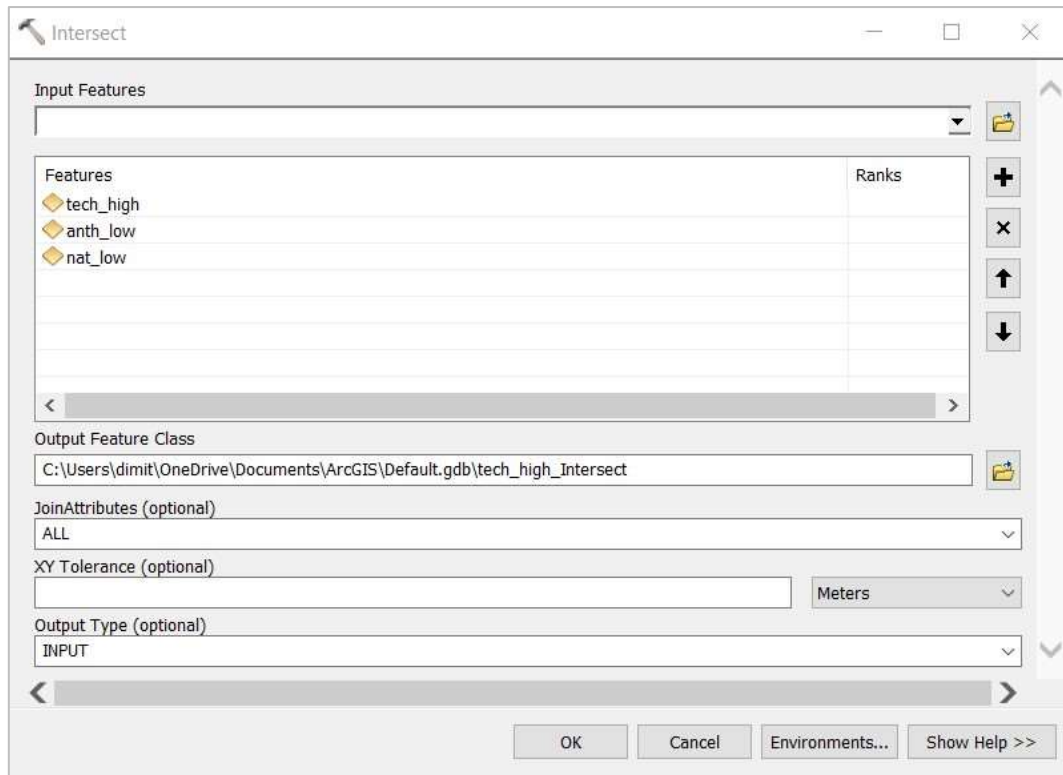 Intersect
Input Features
Features Ranks
tech_high
anth_low
nat_low
Output Feature Class
C:\Users\dimit\OneDrive\Documents\ArcGIS\Default.gdb\tech_high_Intersect
JoinAttributes (optional)
ALL
XY Tolerance (optional)
Meters
Output Type (optional)
INPUT
OK Cancel Environments... Show Help >>